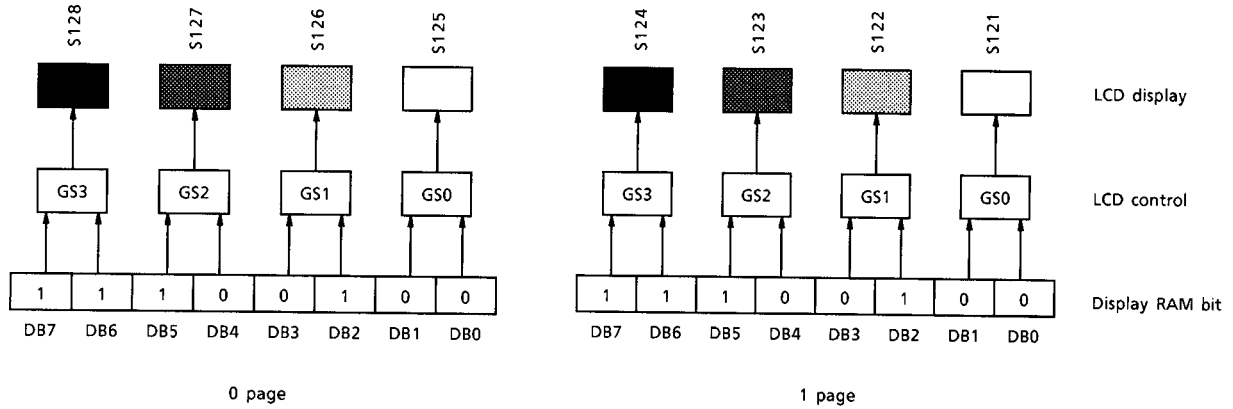 S128 S127 S126 S125 S124 S123 S122 S121
LCD display
GS3 GS2 GS1 GS0 GS3 GS2 GS1 GS0 LCD control
1 1 1 0 0 1 0 0 1 1 1 0 0 1 0 0 Display RAM bit
DB7 DB6 DB5 DB4 DB3 DB2 DB1 DB0 DB7 DB6 DB5 DB4 DB3 DB2 DB1 DB0
0 page 1 page